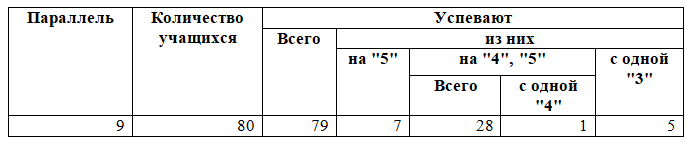 Параллель Количество Успевают
учащихся Всего из них
на "5" на "4", "5" с одной
"3"
Всего с одной
"4"
9 80 79 7 28 1 5